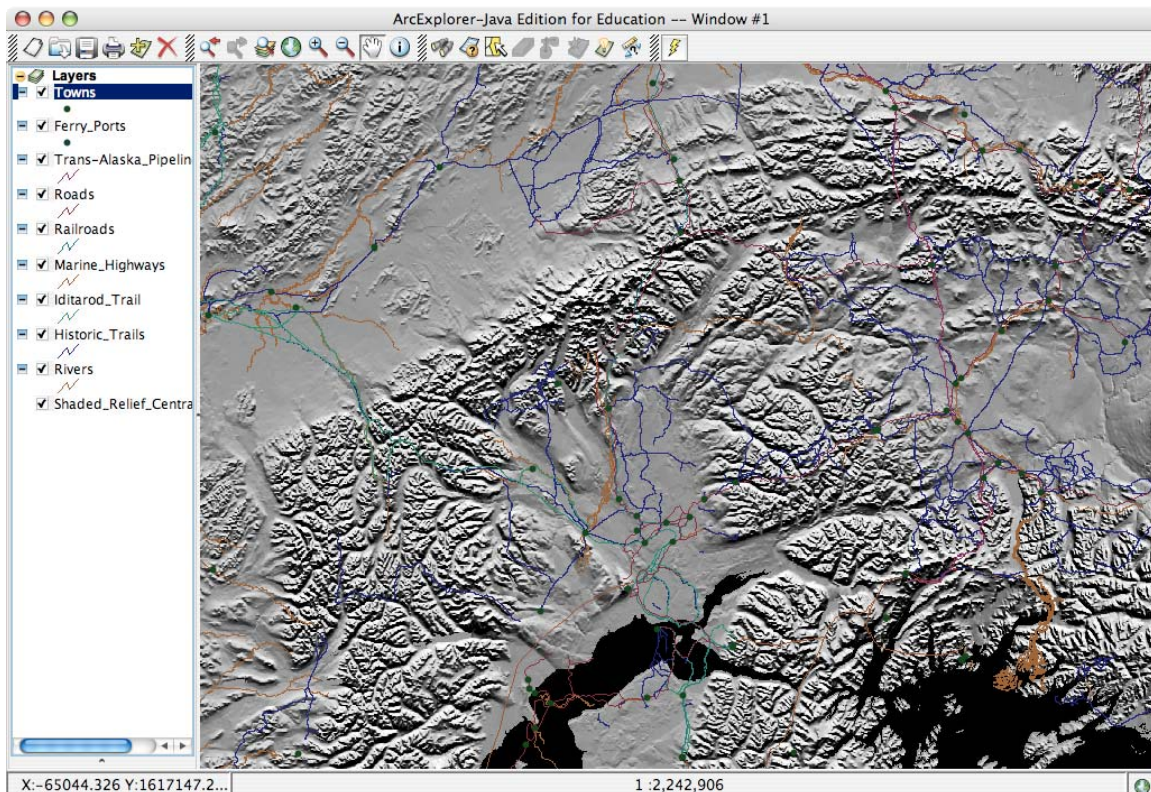 ArcExplorer-Java Edition for Education -- Window #1
Layers
Towns
Ferry_Ports
Trans-Alaska_Pipelin
Roads
Railroads
Marine_Highways
Iditarod_Trail
Historic_Trails
Rivers
Shaded_Relief_Centra
X:-65044.326 Y:1617147.2...
1 :2,242,906